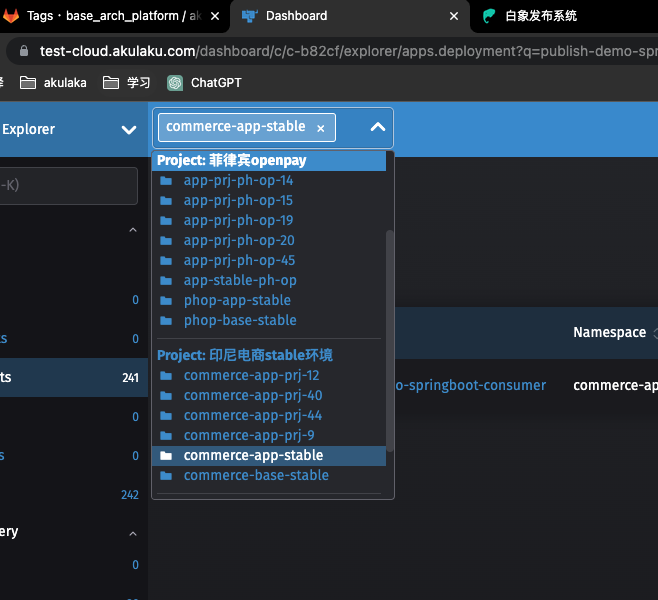 Tags · base_arch_platform / ak
Dashboard
白象发布系统
test-cloud.akulaku.com/dashboard/c/c-b82cf/explorer/apps.deployment?q=publish-demo-spr
akulaka
学习
ChatGPT
Explorer
commerce-app-stable ×
-K)
Project: 菲律宾openpay
app-prj-ph-op-14
app-prj-ph-op-15
app-prj-ph-op-19
app-prj-ph-op-20
app-prj-ph-op-45
app-stable-ph-op
phop-app-stable
phop-base-stable
Project: 印尼电商stable环境
commerce-app-prj-12
commerce-app-prj-40
commerce-app-prj-44
commerce-app-prj-9
commerce-app-stable
commerce-base-stable
0
ts 0
ts 241
0
s 0
242
ery
0
Namespace
o-springboot-consumer commerce-ap